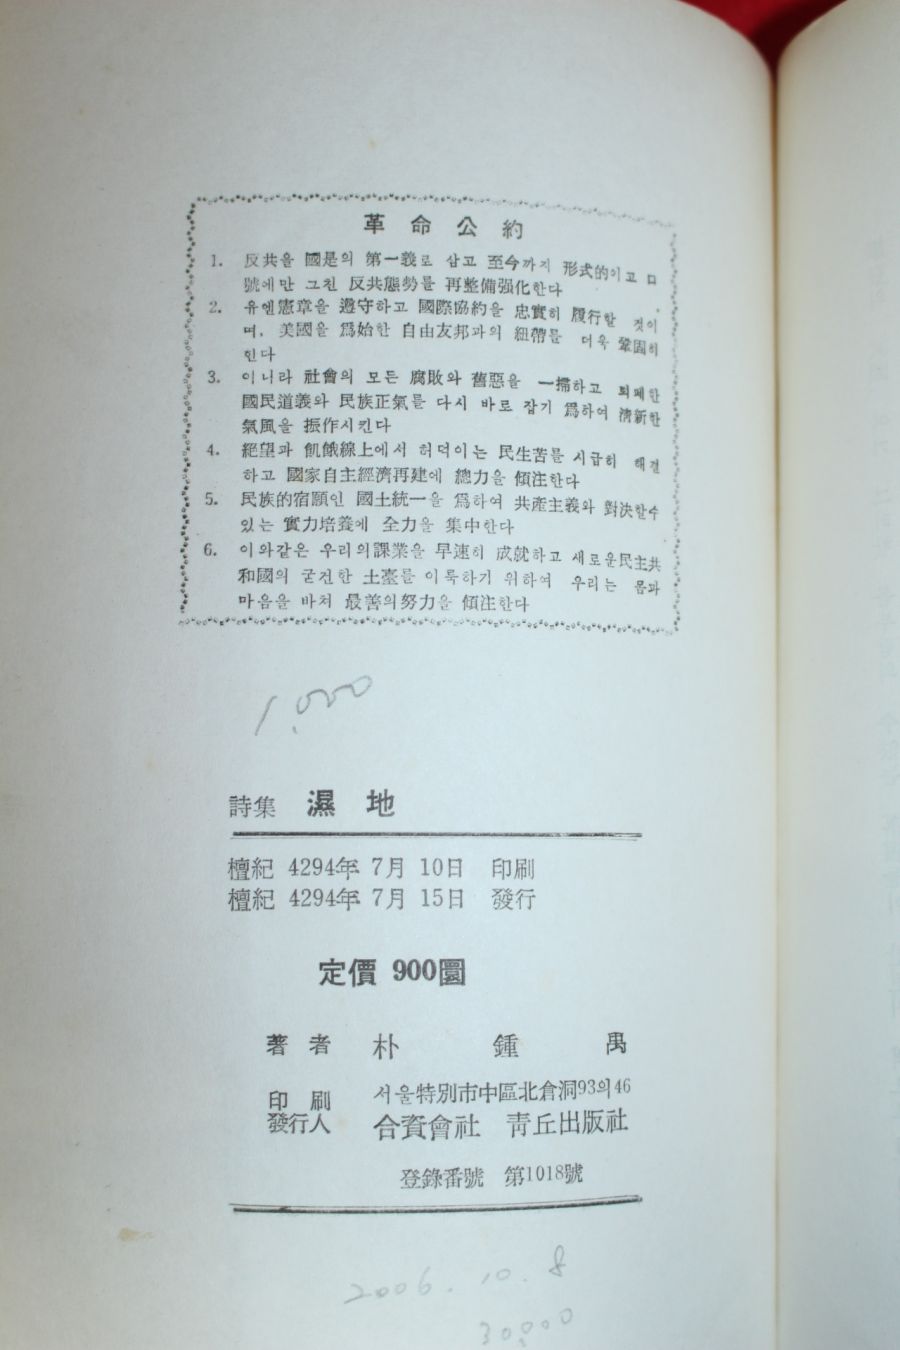 革命公約
1. 反共을 國是의 第一義로 삼고 至今까지 形式的이고 口
號에만 그친 反共態勢를 再整備强化한다
2. 유엔憲章을 遵守하고 國際協約을 忠實히 履行할 것이
며, 美國을 爲始한 自由友邦과의 紐帶를 더욱 鞏固히
한다
3. 이나라 社會의 모든 腐敗와 舊惡을 一掃하고 퇴폐한
國民道義와 民族正氣를 다시 바로 잡기 爲하여 淸新한
氣風을 振作시킨다
4. 絕望과 飢餓線上에서 허덕이는 民生苦를 시급히 해결
하고 國家自主經濟再建에 總力을 傾注한다
5. 民族的宿願인 國土統一을 爲하여 共產主義와 對決할수
있는 實力培養에 全力을 集中한다
6. 이와같은 우리의課業을 早速히 成就하고 새로운民主共
和國의 굳건한 土臺를 이룩하기 위하여 우리는 몸과
마음을 바쳐 最善의努力을 傾注한다
1.000
詩集 濕地
檀紀 4294年 7月 10日 印刷
檀紀 4294年 7月 15日 發行
定價 900圜
著者 朴鍾禹
印刷 서울特別市中區北倉洞93의46
發行人 合資會社 靑丘出版社
登錄番號 第1018號
2006. 10. 8
30000